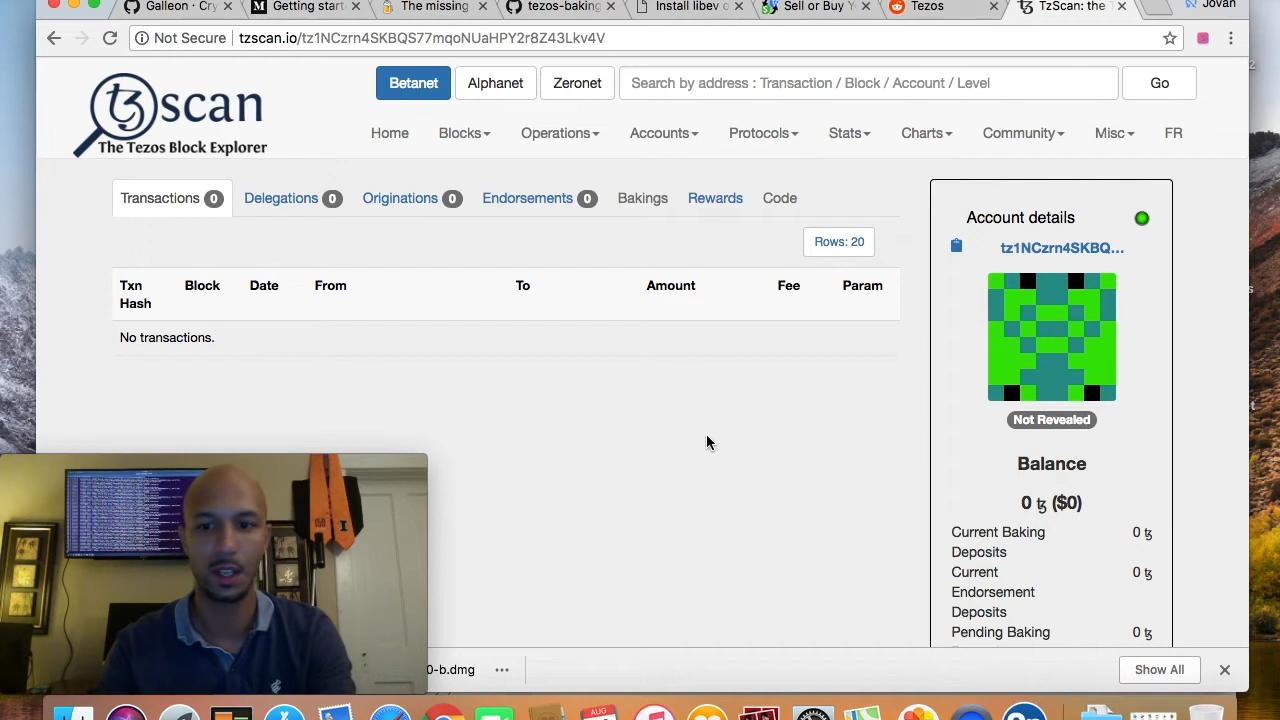 Galleon · Cry
Getting starte
The missing
tezos-baking
Install libev o
Sell or Buy Y
Tezos
TzScan: the T
Jovan
Not Secure
tzscan.io/tz1NCzrn4SKBQS77mqoNUaHPY2r8Z43Lkv4V
tzscan
The Tezos Block Explorer
Betanet
Alphanet
Zeronet
Search by address : Transaction / Block / Account / Level
Go
Home
Blocks
Operations
Accounts
Protocols
Stats
Charts
Community
Misc
FR
Transactions 0
Delegations 0
Originations 0
Endorsements 0
Bakings
Rewards
Code
Rows: 20
Txn Hash
Block
Date
From
To
Amount
Fee
Param
No transactions.
Account details
tz1NCzrn4SKBQ...
Not Revealed
Balance
0 ꜩ ($0)
Current Baking
Deposits
0 ꜩ
Current
Endorsement
Deposits
0 ꜩ
Pending Baking
0 ꜩ
0-b.dmg
Show All
AUG